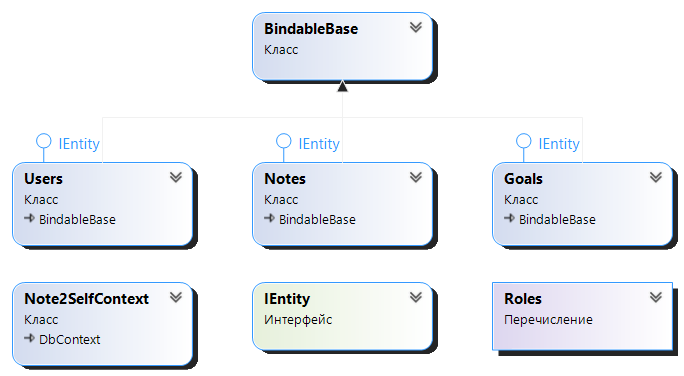 BindableBase
Класс
IEntity
IEntity
IEntity
Users
Класс
BindableBase
Notes
Класс
BindableBase
Goals
Класс
BindableBase
Note2SelfContext
Класс
DbContext
IEntity
Интерфейс
Roles
Перечисление